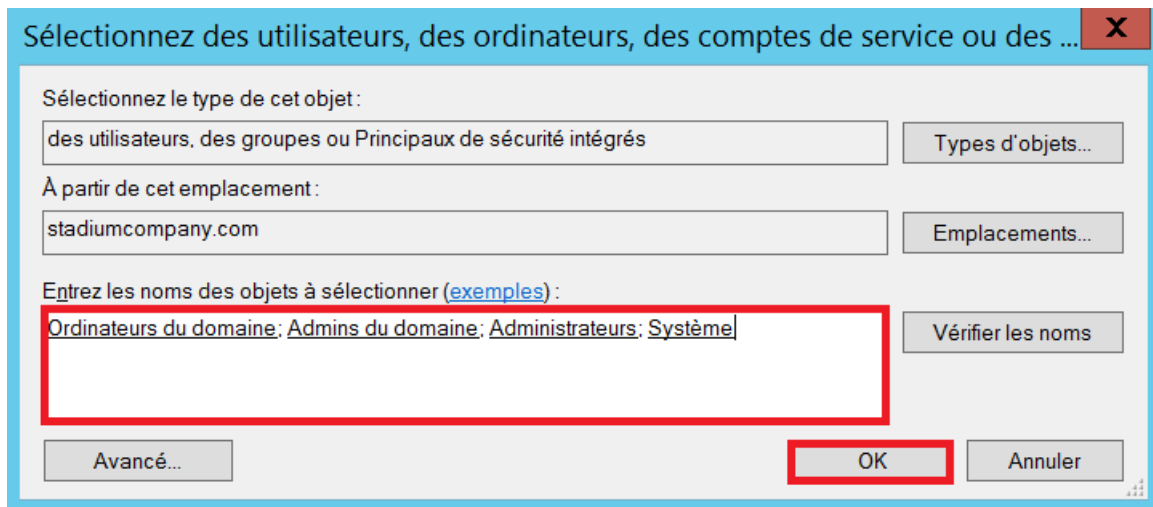 Sélectionnez des utilisateurs, des ordinateurs, des comptes de service ou des ...
X
Sélectionnez le type de cet objet :
des utilisateurs, des groupes ou Principaux de sécurité intégrés
Types d'objets...
À partir de cet emplacement :
stadiumcompany.com
Emplacements...
Entrez les noms des objets à sélectionner (exemples) :
Ordinateurs du domaine; Admins du domaine; Administrateurs; Système
Vérifier les noms
Avancé...
OK
Annuler